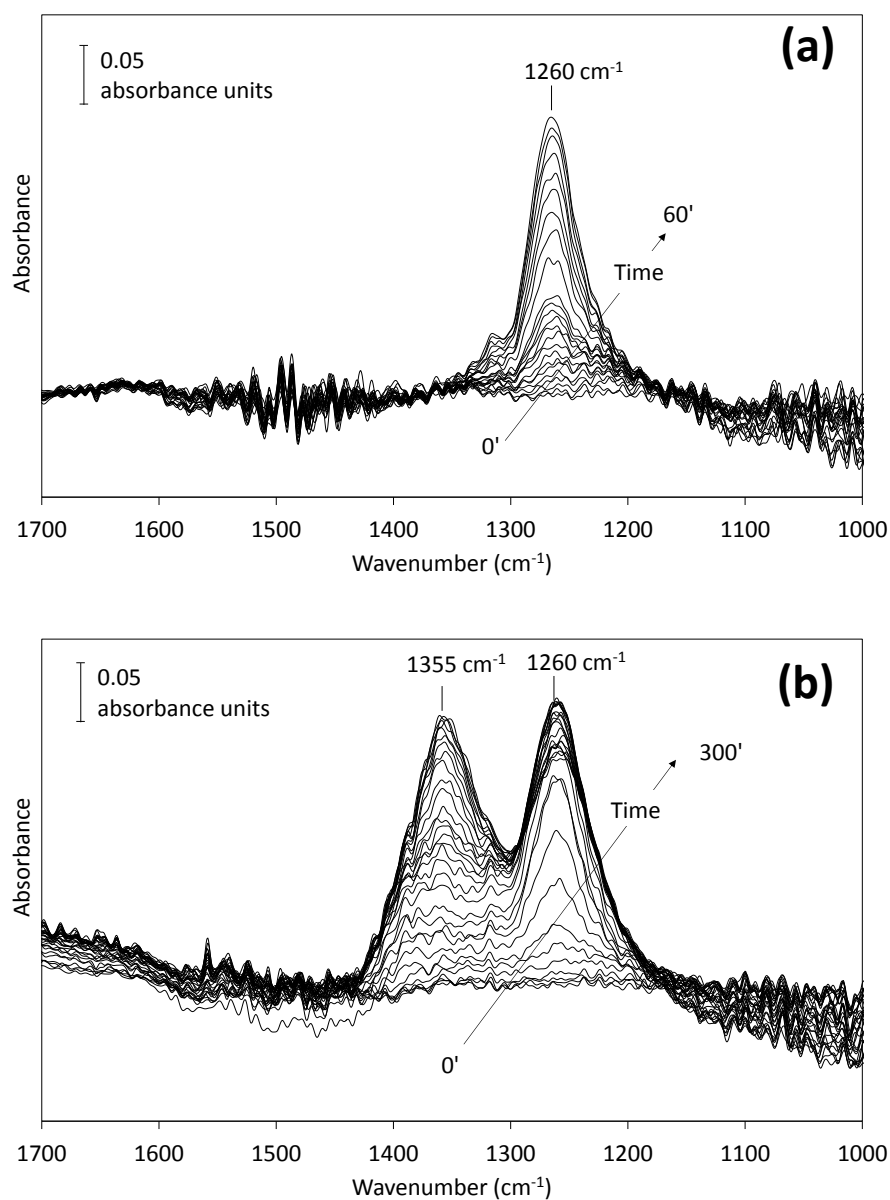 (a)
0.05
absorbance units
1260 cm⁻¹
60'
Time
0'
Absorbance
1700 1600 1500 1400 1300 1200 1100 1000
Wavenumber (cm⁻¹)
(b)
0.05
absorbance units
1355 cm⁻¹ 1260 cm⁻¹
300'
Time
0'
Absorbance
1700 1600 1500 1400 1300 1200 1100 1000
Wavenumber (cm⁻¹)